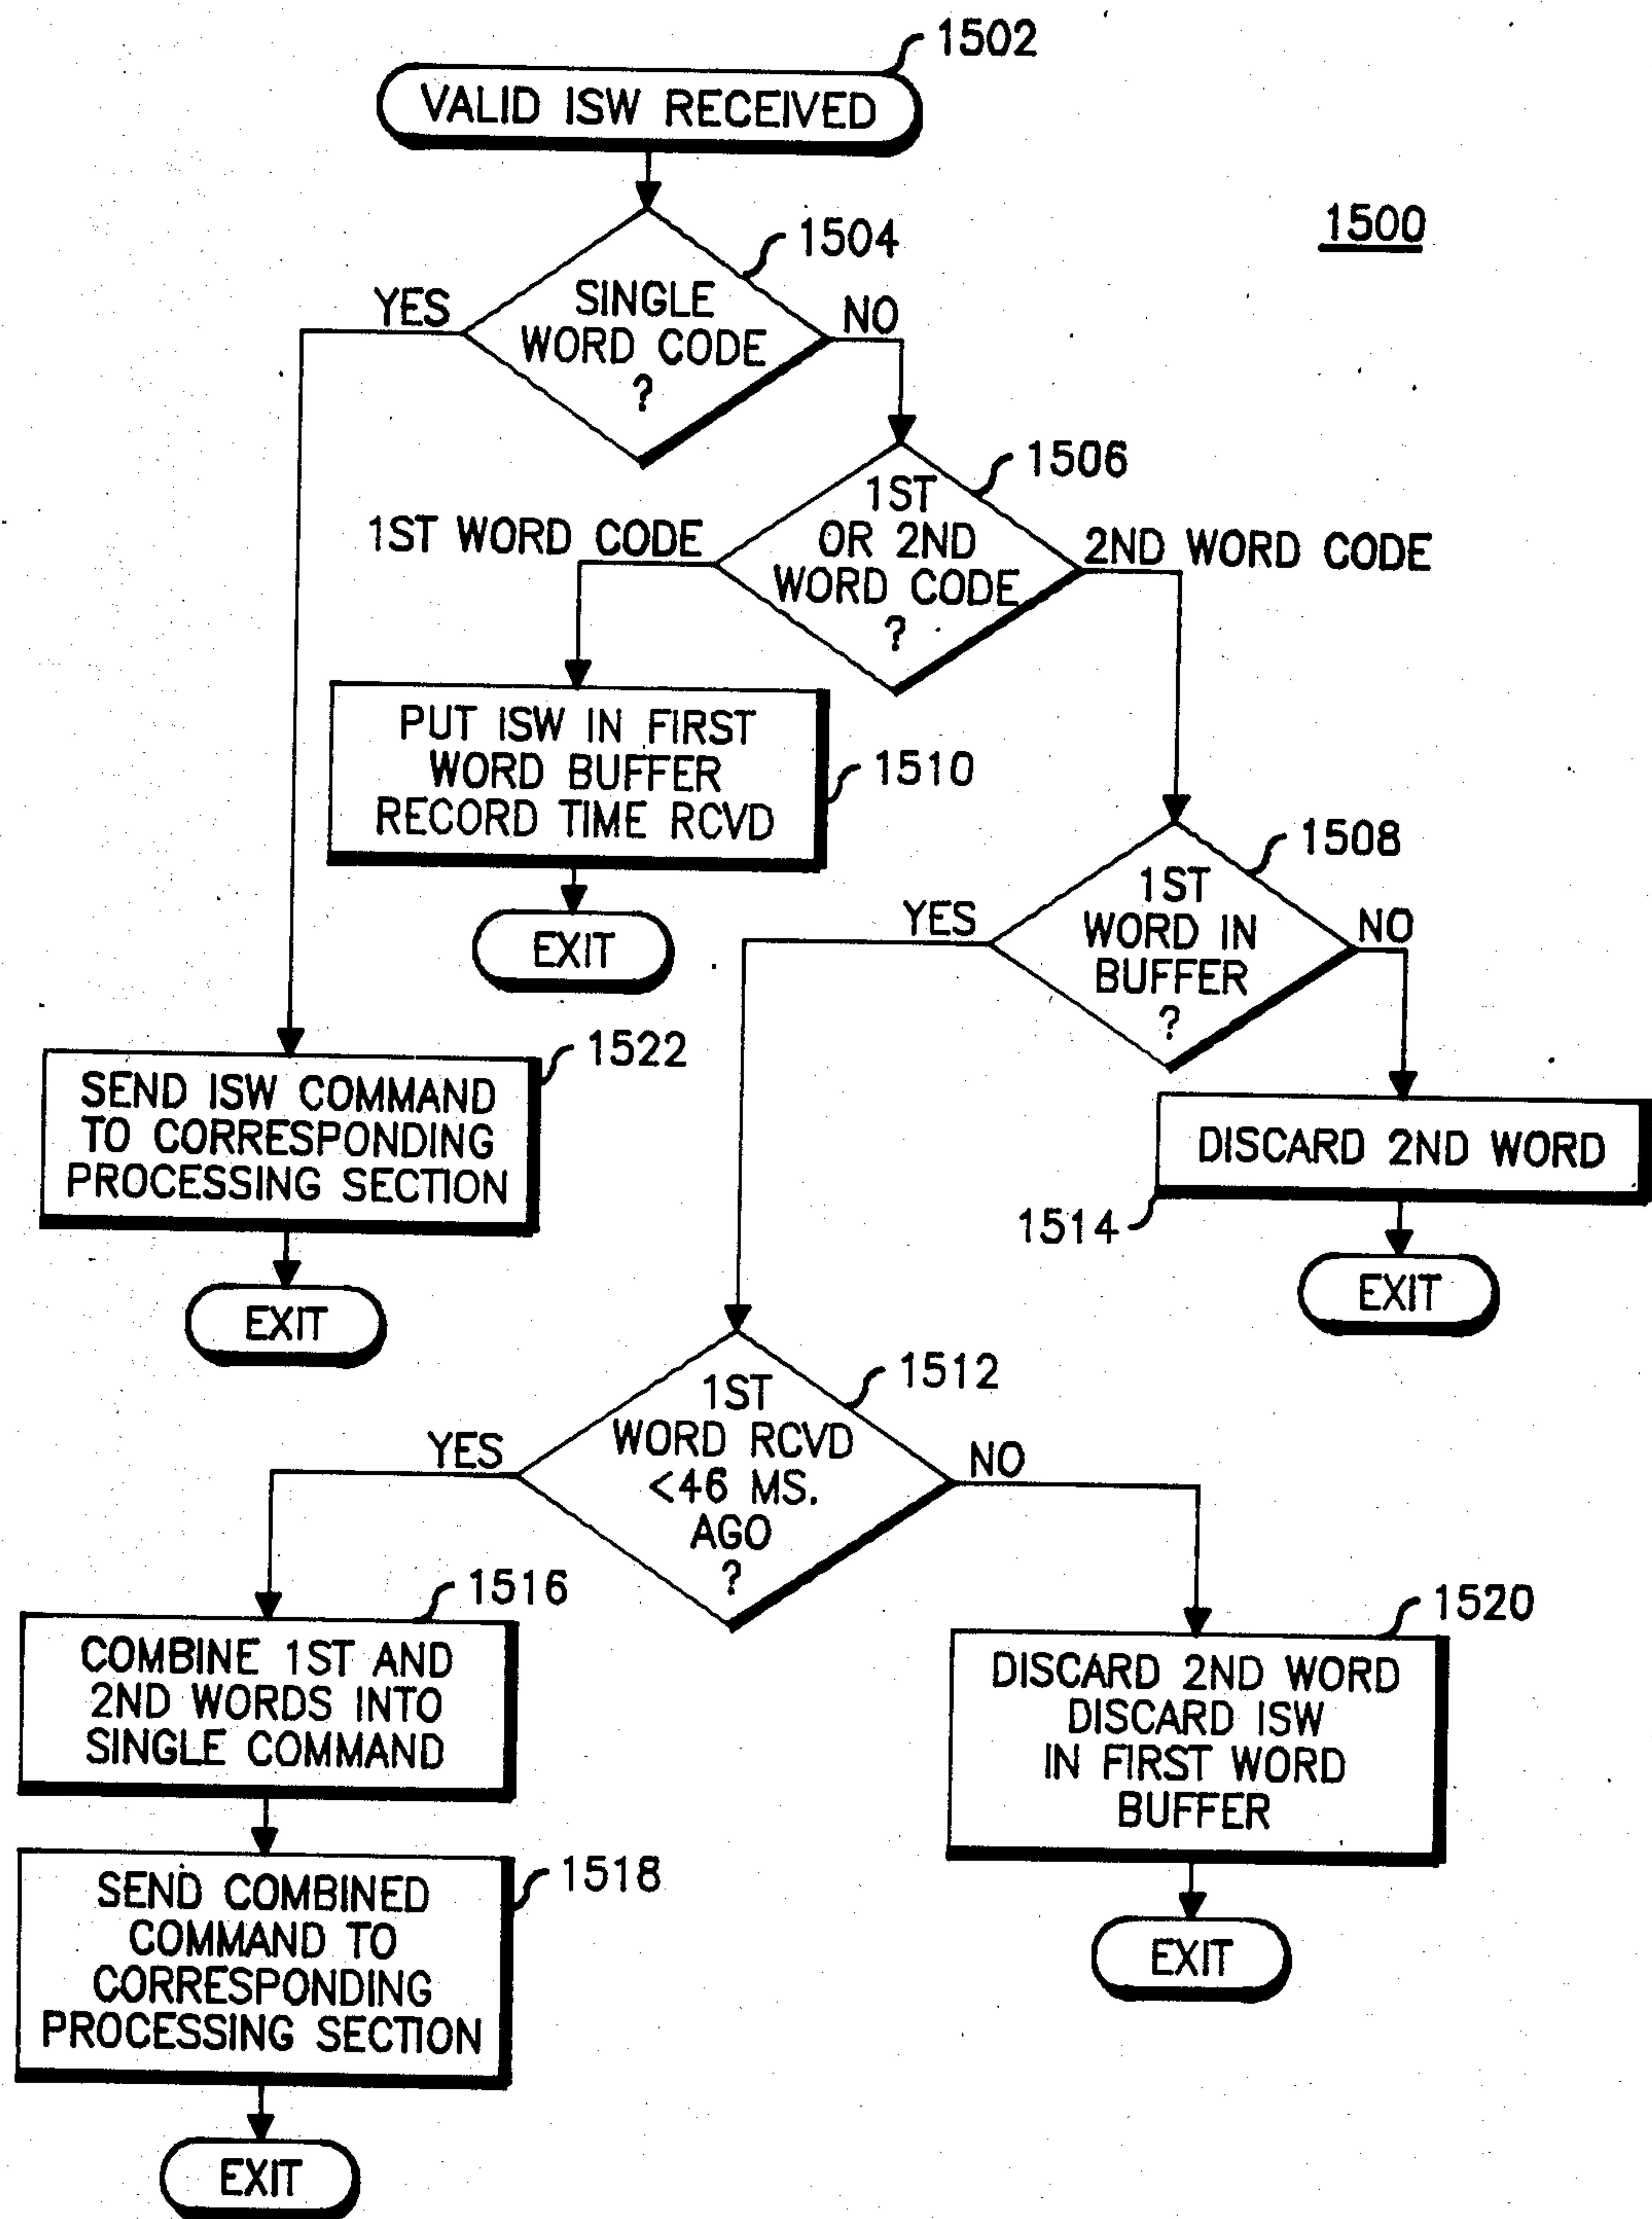 1502
VALID ISW RECEIVED
1500
1504
YES
SINGLE
WORD CODE
?
NO
1506
1ST WORD CODE
1ST
OR 2ND
WORD CODE
?
2ND WORD CODE
PUT ISW IN FIRST
WORD BUFFER
RECORD TIME RCVD
1510
EXIT
1508
YES
1ST
WORD IN
BUFFER
?
NO
1522
SEND ISW COMMAND
TO CORRESPONDING
PROCESSING SECTION
EXIT
DISCARD 2ND WORD
1514
EXIT
1512
YES
1ST
WORD RCVD
<46 MS.
AGO
?
NO
1516
COMBINE 1ST AND
2ND WORDS INTO
SINGLE COMMAND
1520
DISCARD 2ND WORD
DISCARD ISW
IN FIRST WORD
BUFFER
1518
SEND COMBINED
COMMAND TO
CORRESPONDING
PROCESSING SECTION
EXIT
EXIT